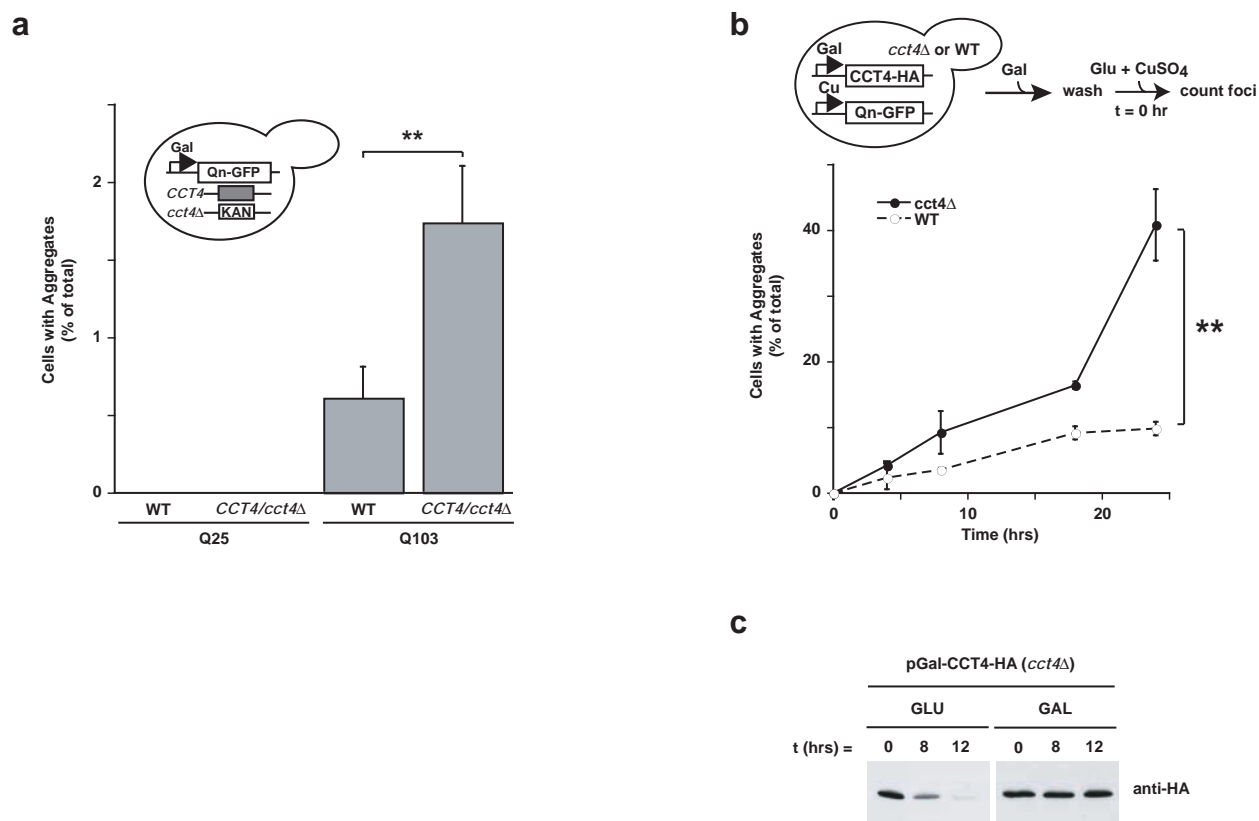 a
Gal
Qn-GFP
CCT4
cct4Δ KAN
**
2
1
0
Cells with Aggregates
(% of total)
WT CCT4/cct4Δ WT CCT4/cct4Δ
Q25 Q103
b
Gal cct4Δ or WT
CCT4-HA
Cu
Qn-GFP
Gal Glu + CuSO4
wash count foci
t = 0 hr
cct4Δ
WT
40
20
0
Cells with Aggregates
(% of total)
**
0 10 20
Time (hrs)
c
pGal-CCT4-HA (cct4Δ)
GLU GAL
t (hrs) = 0 8 12 0 8 12
anti-HA